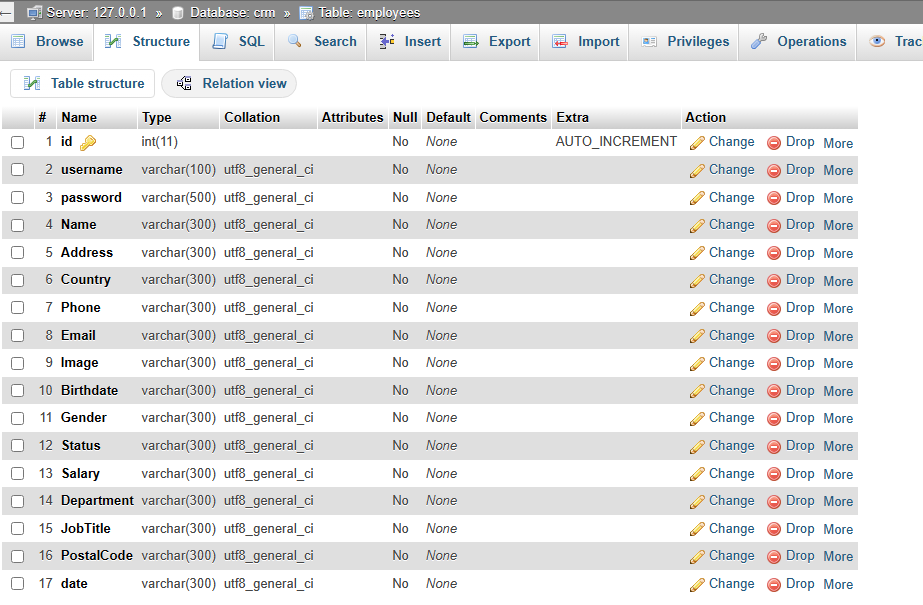 Server: 127.0.0.1 » Database: crm » Table: employees
Browse Structure SQL Search Insert Export Import Privileges Operations Trac
Table structure Relation view
# Name Type Collation Attributes Null Default Comments Extra Action
1 id int(11) No None AUTO_INCREMENT Change Drop More
2 username varchar(100) utf8_general_ci No None Change Drop More
3 password varchar(500) utf8_general_ci No None Change Drop More
4 Name varchar(300) utf8_general_ci No None Change Drop More
5 Address varchar(300) utf8_general_ci No None Change Drop More
6 Country varchar(300) utf8_general_ci No None Change Drop More
7 Phone varchar(300) utf8_general_ci No None Change Drop More
8 Email varchar(300) utf8_general_ci No None Change Drop More
9 Image varchar(300) utf8_general_ci No None Change Drop More
10 Birthdate varchar(300) utf8_general_ci No None Change Drop More
11 Gender varchar(300) utf8_general_ci No None Change Drop More
12 Status varchar(300) utf8_general_ci No None Change Drop More
13 Salary varchar(300) utf8_general_ci No None Change Drop More
14 Department varchar(300) utf8_general_ci No None Change Drop More
15 JobTitle varchar(300) utf8_general_ci No None Change Drop More
16 PostalCode varchar(300) utf8_general_ci No None Change Drop More
17 date varchar(300) utf8_general_ci No None Change Drop More